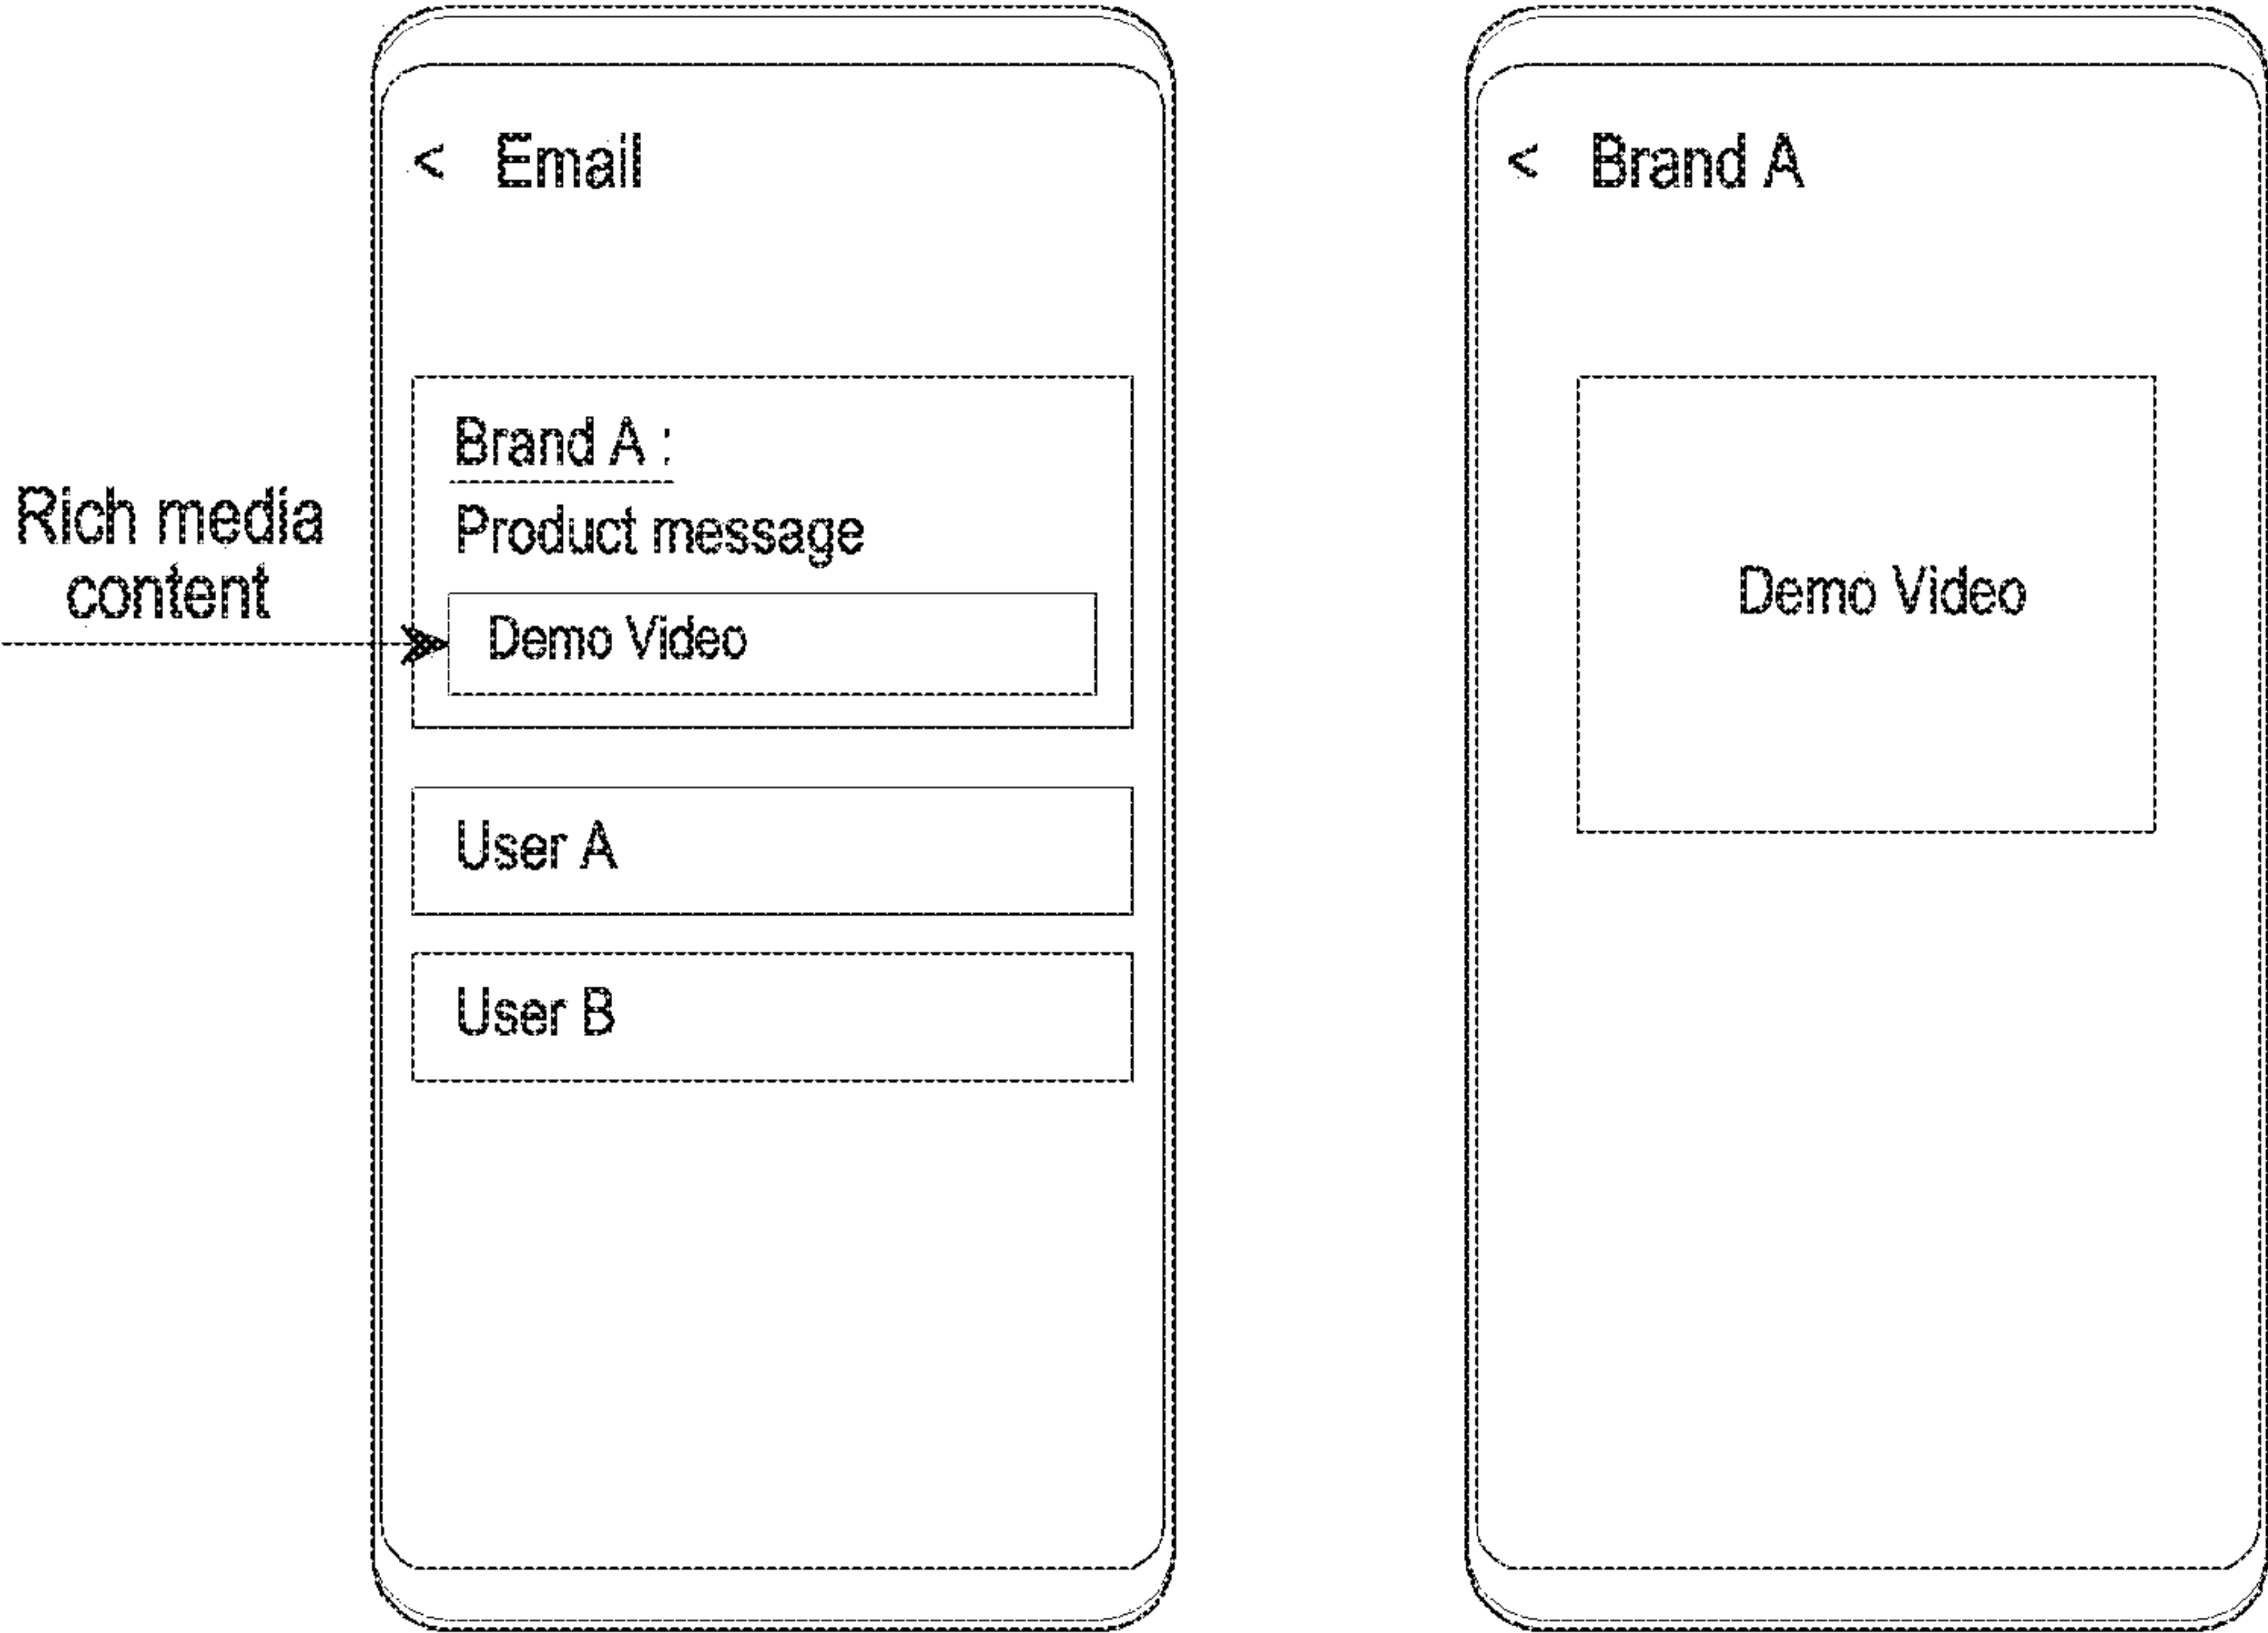 < Email
Rich media
content
Brand A :
Product message
Demo Video
User A
User B
< Brand A
Demo Video